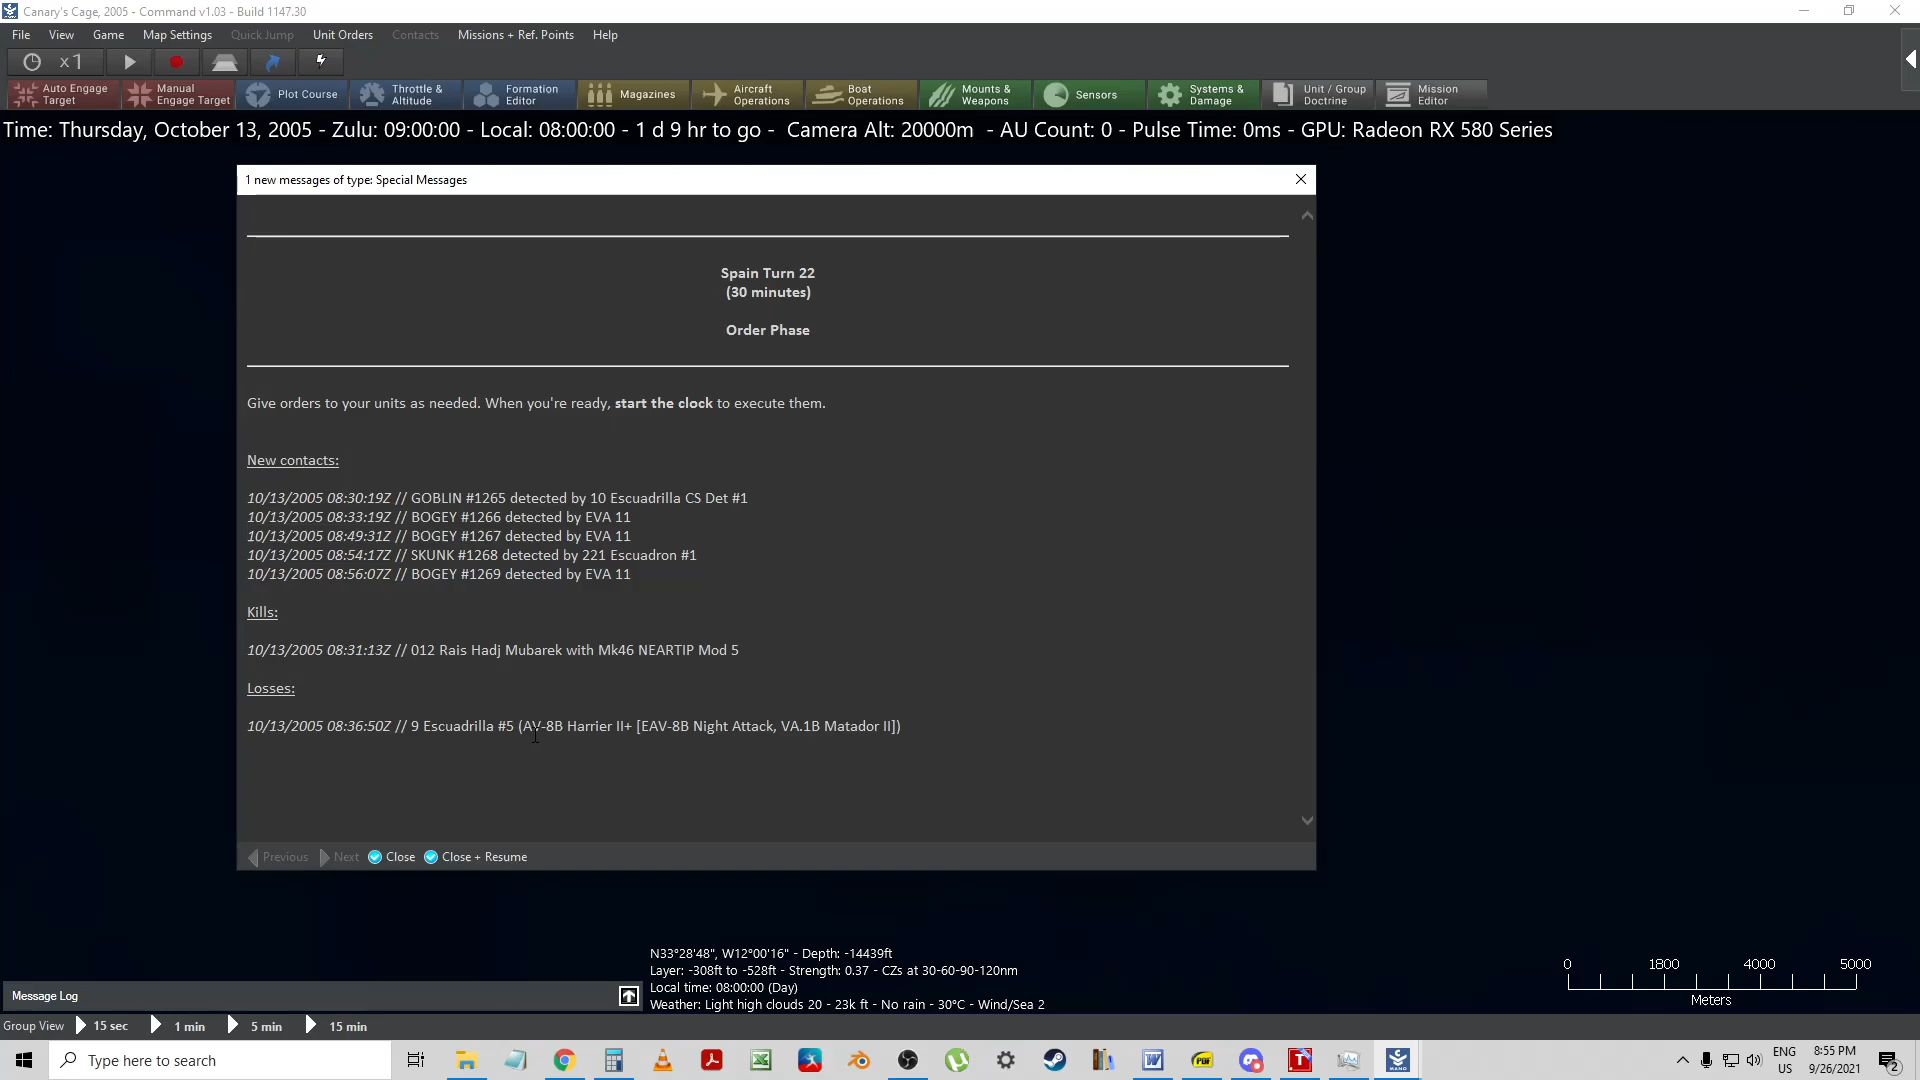 Canary's Cage, 2005 - Command v1.03 - Build 1147.30
File View Game Map Settings Quick Jump Unit Orders Contacts Missions + Ref. Points Help
x1
Auto Engage Target
Manual Engage Target
Plot Course
Throttle & Altitude
Formation Editor
Magazines
Aircraft Operations
Boat Operations
Mounts & Weapons
Sensors
Systems & Damage
Unit / Group Doctrine
Mission Editor
Time: Thursday, October 13, 2005 - Zulu: 09:00:00 - Local: 08:00:00 - 1 d 9 hr to go - Camera Alt: 20000m - AU Count: 0 - Pulse Time: 0ms - GPU: Radeon RX 580 Series
1 new messages of type: Special Messages
Spain Turn 22
(30 minutes)
Order Phase
Give orders to your units as needed. When you're ready, start the clock to execute them.
New contacts:
10/13/2005 08:30:19Z // GOBLIN #1265 detected by 10 Escuadrilla CS Det #1
10/13/2005 08:33:19Z // BOGEY #1266 detected by EVA 11
10/13/2005 08:49:31Z // BOGEY #1267 detected by EVA 11
10/13/2005 08:54:17Z // SKUNK #1268 detected by 221 Escuadron #1
10/13/2005 08:56:07Z // BOGEY #1269 detected by EVA 11
Kills:
10/13/2005 08:31:13Z // 012 Rais Hadj Mubarek with Mk46 NEARTIP Mod 5
Losses:
10/13/2005 08:36:50Z // 9 Escuadrilla #5 (AV-8B Harrier II+ [EAV-8B Night Attack, VA.1B Matador II])
Previous Next Close Close + Resume
N33°28'48", W12°00'16" - Depth: -14439ft
Layer: -308ft to -528ft - Strength: 0.37 - CZs at 30-60-90-120nm
Local time: 08:00:00 (Day)
Weather: Light high clouds 20 - 23k ft - No rain - 30°C - Wind/Sea 2
0 1800 4000 5000
Meters
Message Log
Group View 15 sec 1 min 5 min 15 min
Type here to search
ENG
US
8:55 PM
9/26/2021
2